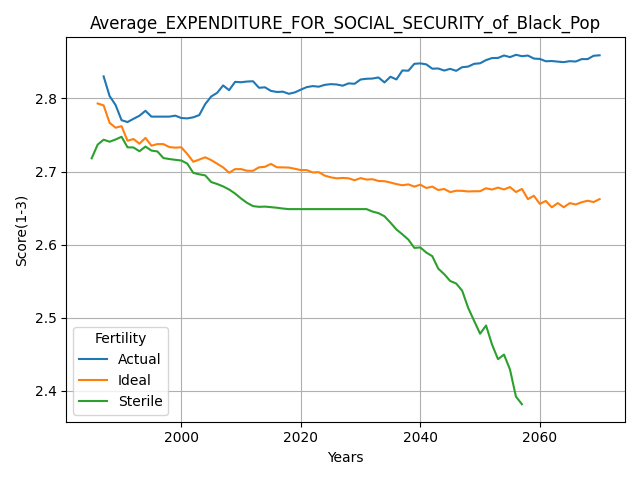 Average_EXPENDITURE_FOR_SOCIAL_SECURITY_of_Black_Pop
Score(1-3)
2.8
2.7
2.6
2.5
2.4
Fertility
Actual
Ideal
Sterile
2000 2020 2040 2060
Years